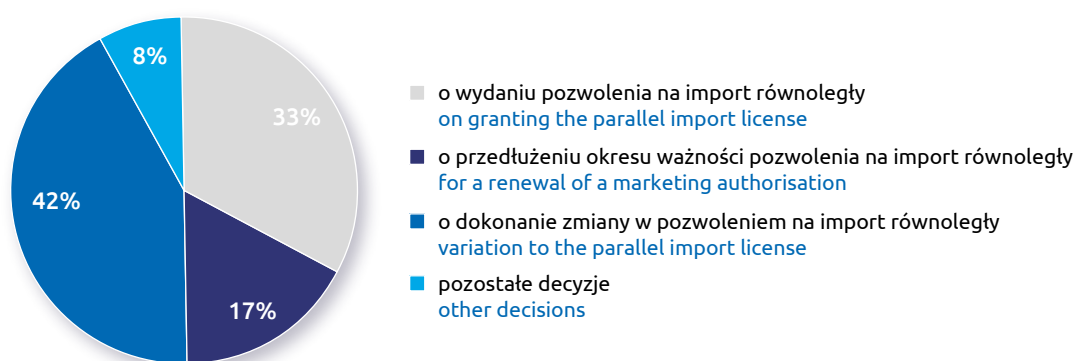 8%
33%
42%
17%
o wydaniu pozwolenia na import równoległy
on granting the parallel import license
o przedłużeniu okresu ważności pozwolenia na import równoległy
for a renewal of a marketing authorisation
o dokonanie zmiany w pozwoleniem na import równoległy
variation to the parallel import license
pozostałe decyzje
other decisions